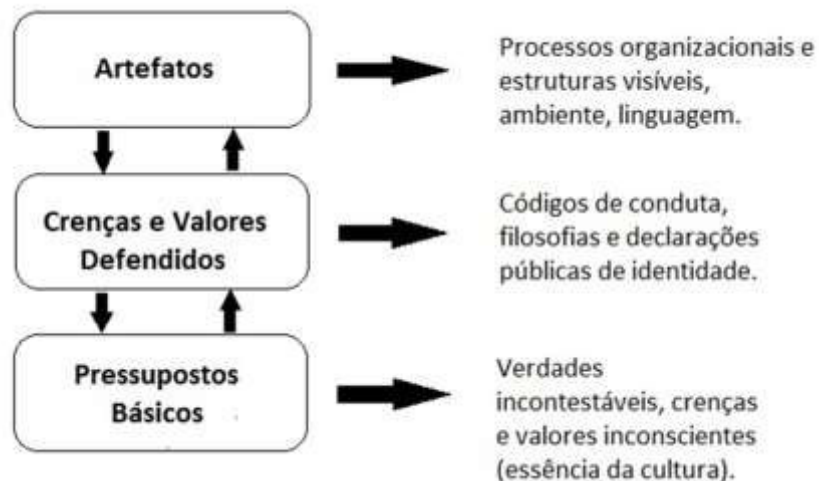 Artefatos
Processos organizacionais e
estruturas visíveis,
ambiente, linguagem.
Crenças e Valores
Defendidos
Códigos de conduta,
filosofias e declarações
públicas de identidade.
Pressupostos
Básicos
Verdades
incontestáveis, crenças
e valores inconscientes
(essência da cultura).